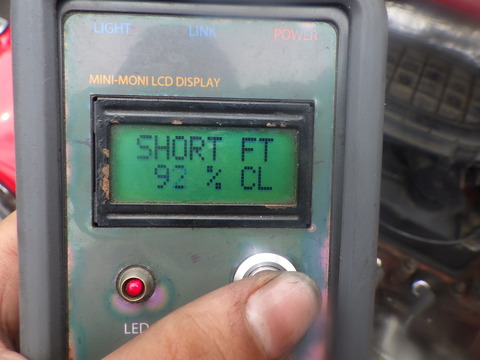 LIGHT LINK POWER
MINI-MONI LCD DISPLAY
SHORT FT
92 % CL
LED